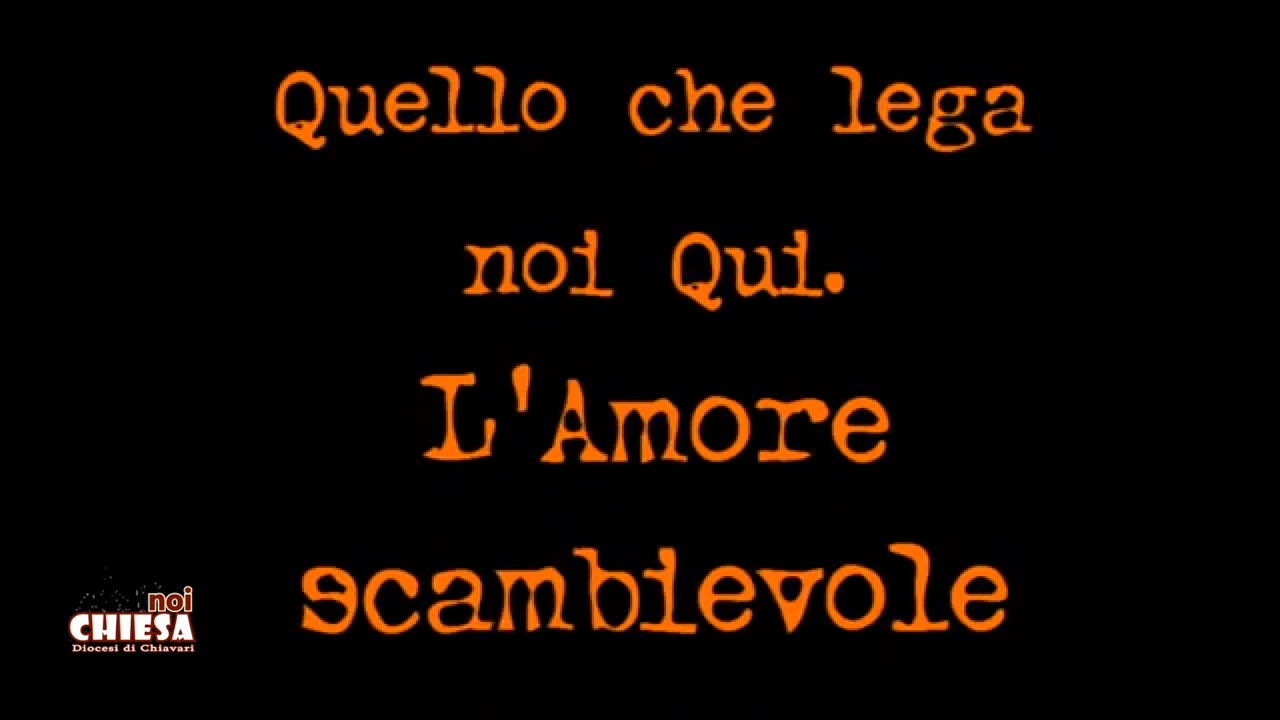 Quello che lega
noi Qui.
L'Amore
scambievole
noi
CHIESA
Diocesi di Chiavari